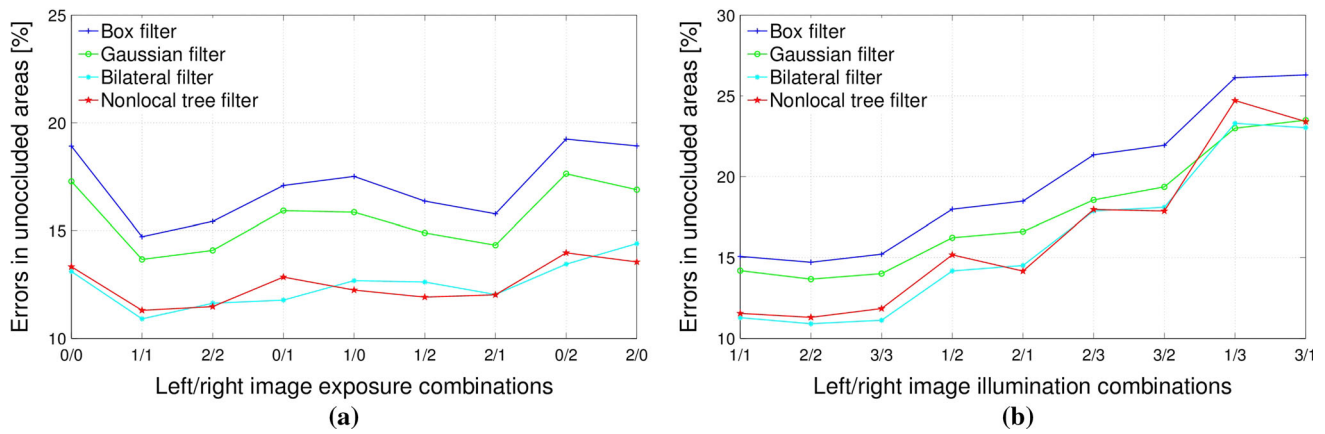 Errors in unoccluded areas [%]
25
20
15
10
Box filter
Gaussian filter
Bilateral filter
Nonlocal tree filter
0/0 1/1 2/2 0/1 1/0 1/2 2/1 0/2 2/0
Left/right image exposure combinations
(a)
Errors in unoccluded areas [%]
30
25
20
15
10
Box filter
Gaussian filter
Bilateral filter
Nonlocal tree filter
1/1 2/2 3/3 1/2 2/1 2/3 3/2 1/3 3/1
Left/right image illumination combinations
(b)